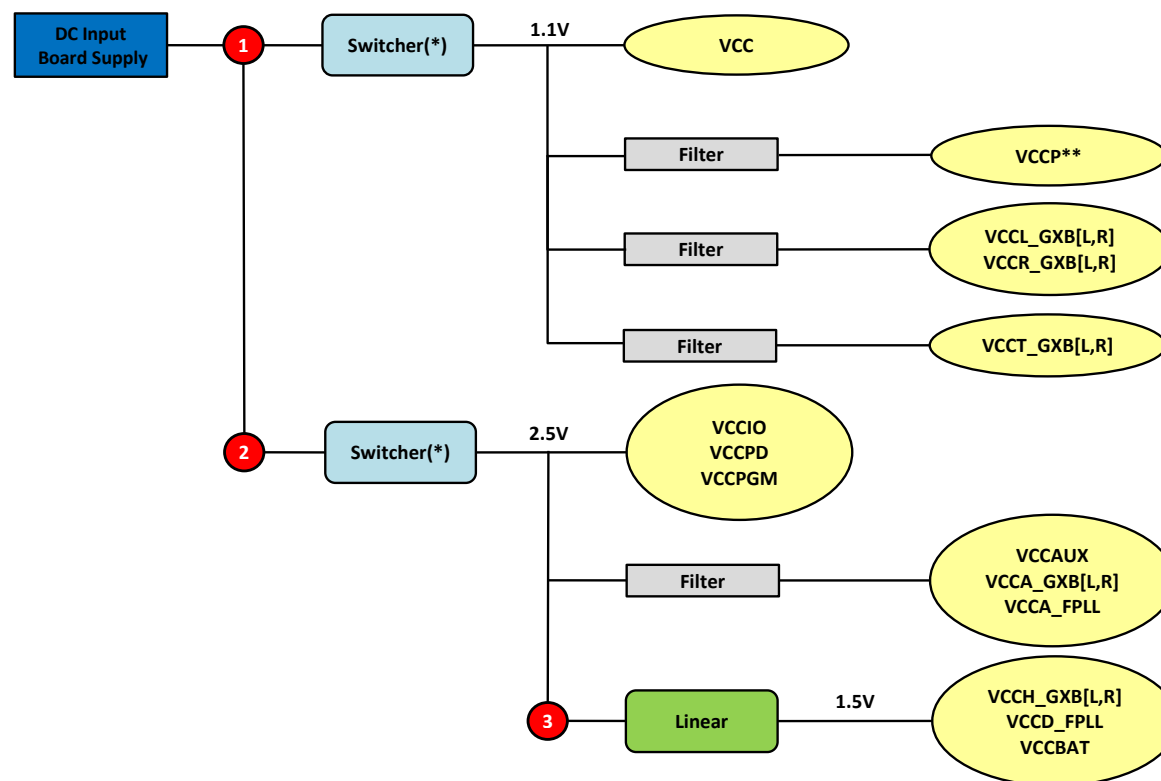 DC Input
Board Supply
1
Switcher(*)
1.1V
VCC
Filter
VCCP**
Filter
VCCL_GXB[L,R]
VCCR_GXB[L,R]
Filter
VCCT_GXB[L,R]
2
Switcher(*)
2.5V
VCCIO
VCCPD
VCCPGM
Filter
VCCAUX
VCCA_GXB[L,R]
VCCA_FPLL
3
Linear
1.5V
VCCH_GXB[L,R]
VCCD_FPLL
VCCBAT